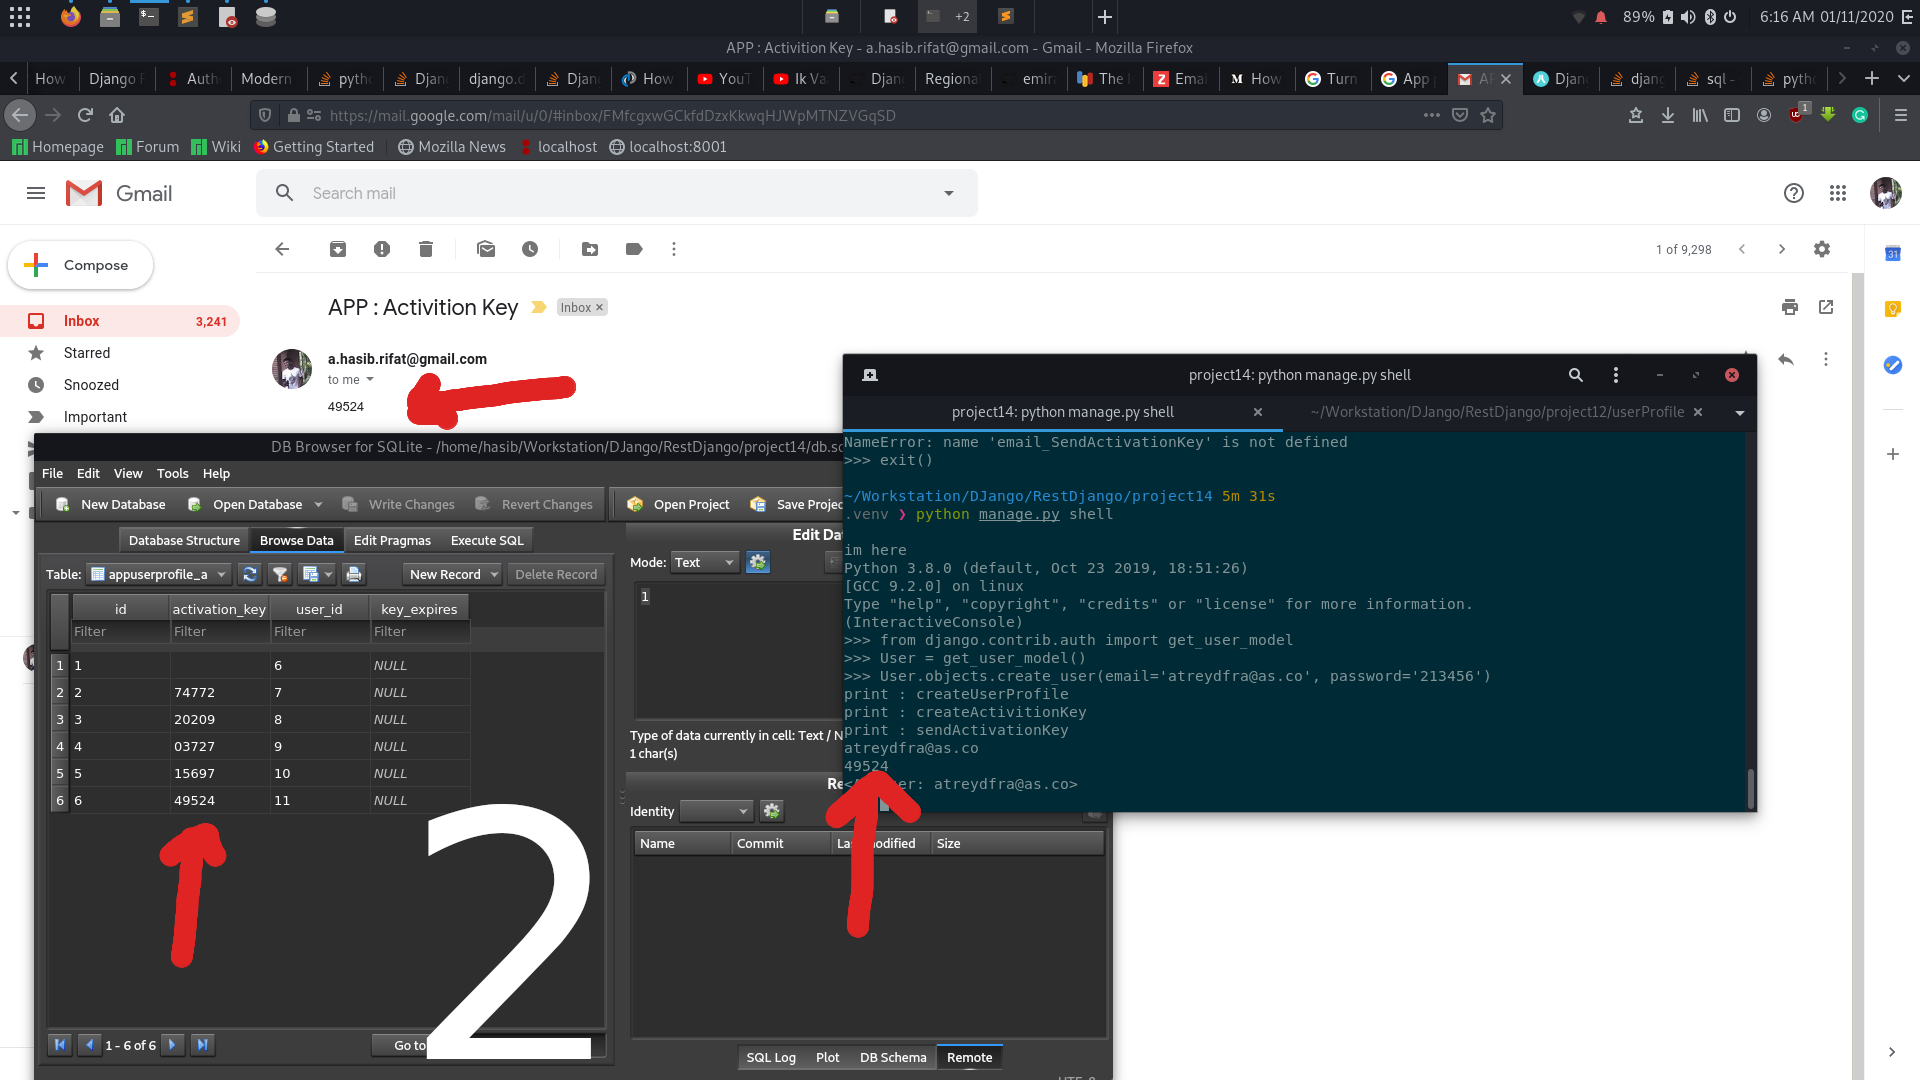 +2
89%
6:16 AM 01/11/2020
APP : Activition Key - a.hasib.rifat@gmail.com - Gmail - Mozilla Firefox
How
Django
Auth
Modern
pyth
Djan
django.d
Djan
How
YouT
Ik Va
Djan
Regiona
emir
The
Emai
How
Turn
App
AP
Djan
djang
sql -
pyth
https://mail.google.com/mail/u/0/#inbox/FMfcgxwGCkfdDzxKkwqHJWpMTNZVGqSD
1
Homepage
Forum
Wiki
Getting Started
Mozilla News
localhost
localhost:8001
Gmail
Search mail
Compose
1 of 9,298
31
Inbox 3,241
Starred
Snoozed
Important
APP : Activition Key
Inbox ×
a.hasib.rifat@gmail.com
to me
49524
DB Browser for SQLite - /home/hasib/Workstation/DJango/RestDjango/project14/db.sq
File Edit View Tools Help
New Database
Open Database
Write Changes
Revert Changes
Open Project
Save Projec
Database Structure
Browse Data
Edit Pragmas
Execute SQL
Table: appuserprofile_a
New Record
Delete Record
id activation_key user_id key_expires
Filter Filter Filter Filter
1 1 6 NULL
2 2 74772 7 NULL
3 3 20209 8 NULL
4 4 03727 9 NULL
5 5 15697 10 NULL
6 6 49524 11 NULL
1 - 6 of 6
Go to
2
Edit Da
Mode: Text
1
Type of data currently in cell: Text / N
1 char(s)
Re
Identity
Name Commit Las odified Size
SQL Log Plot DB Schema Remote
project14: python manage.py shell
project14: python manage.py shell
~/Workstation/DJango/RestDjango/project12/userProfile
NameError: name 'email_SendActivationKey' is not defined
>>> exit()
~/Workstation/DJango/RestDjango/project14 5m 31s
.venv ❯ python manage.py shell
im here
Python 3.8.0 (default, Oct 23 2019, 18:51:26)
[GCC 9.2.0] on linux
Type "help", "copyright", "credits" or "license" for more information.
(InteractiveConsole)
>>> from django.contrib.auth import get_user_model
>>> User = get_user_model()
>>> User.objects.create_user(email='atreydfra@as.co', password='213456')
print : createUserProfile
print : createActivitionKey
print : sendActivationKey
atreydfra@as.co
49524
er: atreydfra@as.co>